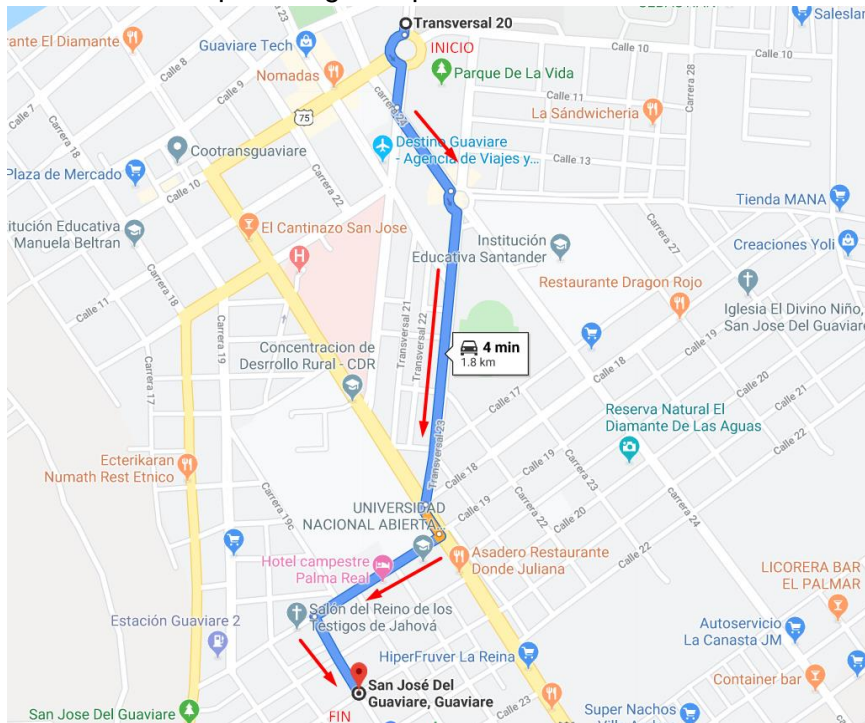 Transversal 20
Saleslan
rante El Diamante
Guaviare Tech
INICIO
Calle 10
Calle 10
Calle 8
Parque De La Vida
Carrera 28
Nomadas
Calle 9
Calle 7
Calle 11
75
carrera 24
La Sándwicheria
Cootransguaviare
Destino Guaviare
- Agencia de Viajes y...
Calle 13
Plaza de Mercado
Calle 10
Carrera 22
Tienda MANA
Carrera 18
El Cantinazo San Jose
itución Educativa
Manuela Beltran
Institución
Educativa Santander
Carrera 27
Creaciones Yoli
H
Restaurante Dragon Rojo
Calle 11
Iglesia El Divino Niño,
San Jose Del Guaviare
Transversal 21
Transversal 22
4 min
1.8 km
Carrera 19
Calle 19
Calle 18
Concentracion de
Desrrollo Rural - CDR
Calle 20
Calle 21
Carrera 17
Calle 17
Calle 22
Reserva Natural El
Diamante De Las Aguas
Transversal 23
Ecterikaran
Numath Rest Etnico
Calle 18
Calle 19
Carrera 23
Calle 19
Carrera 22
Calle 20
Carrera 24
Carrera 19c
UNIVERSIDAD
NACIONAL ABIERTA...
Calle 22
Asadero Restaurante
Donde Juliana
Hotel campestre
Palma Real
LICORERA BAR
EL PALMAR
Salón del Reino de los
Testigos de Jahová
Estación Guaviare 2
Autoservicio
La Canasta JM
HiperFruver La Reina
San José Del
Guaviare, Guaviare
Container bar
Calle 23
San Jose Del Guaviare
FIN
Super Nachos